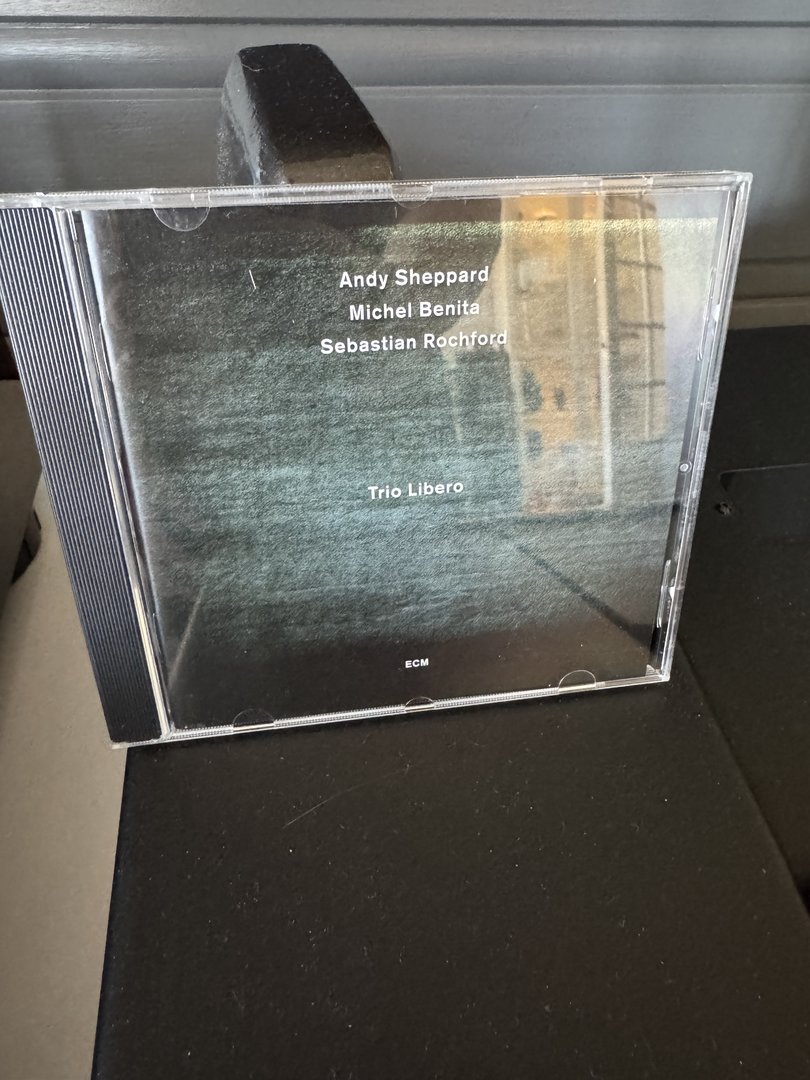 Andy Sheppard
Michel Benita
Sebastian Rochford
Trio Libero
ECM